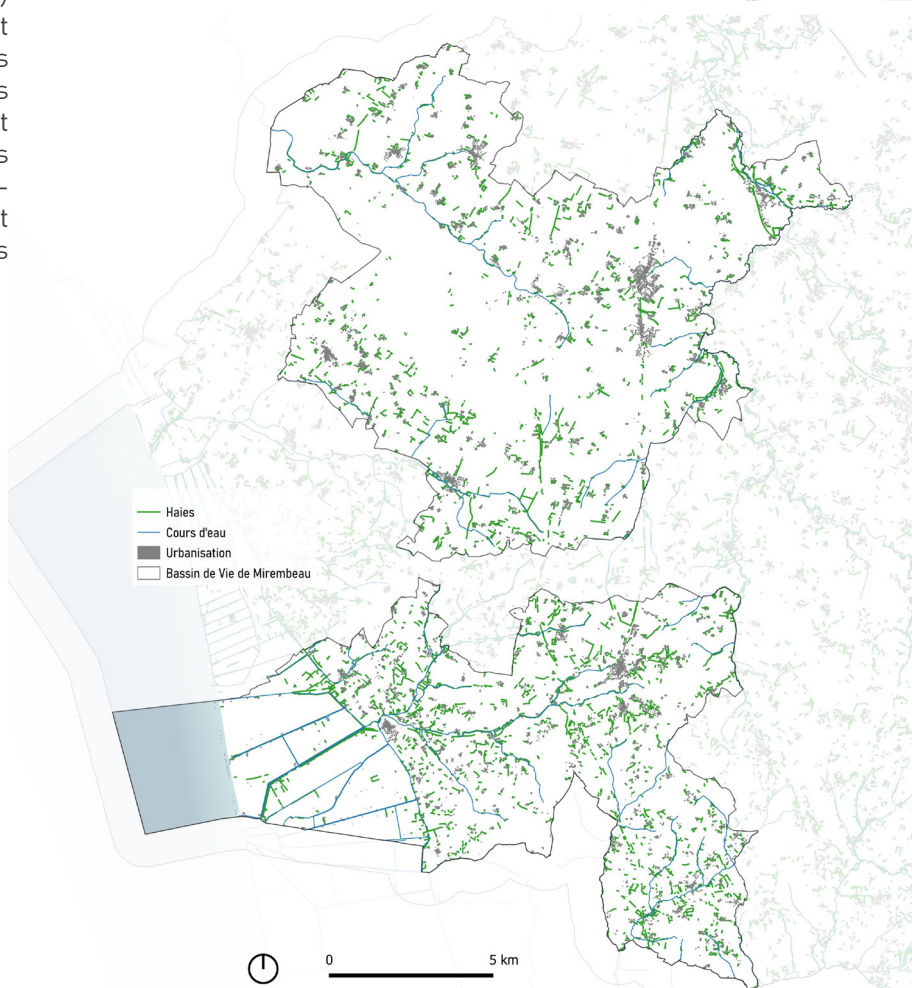 )
t
s
s
t
s
-
t
s
Haies
Cours d'eau
Urbanisation
Bassin de Vie de Mirembeau
0 5 km